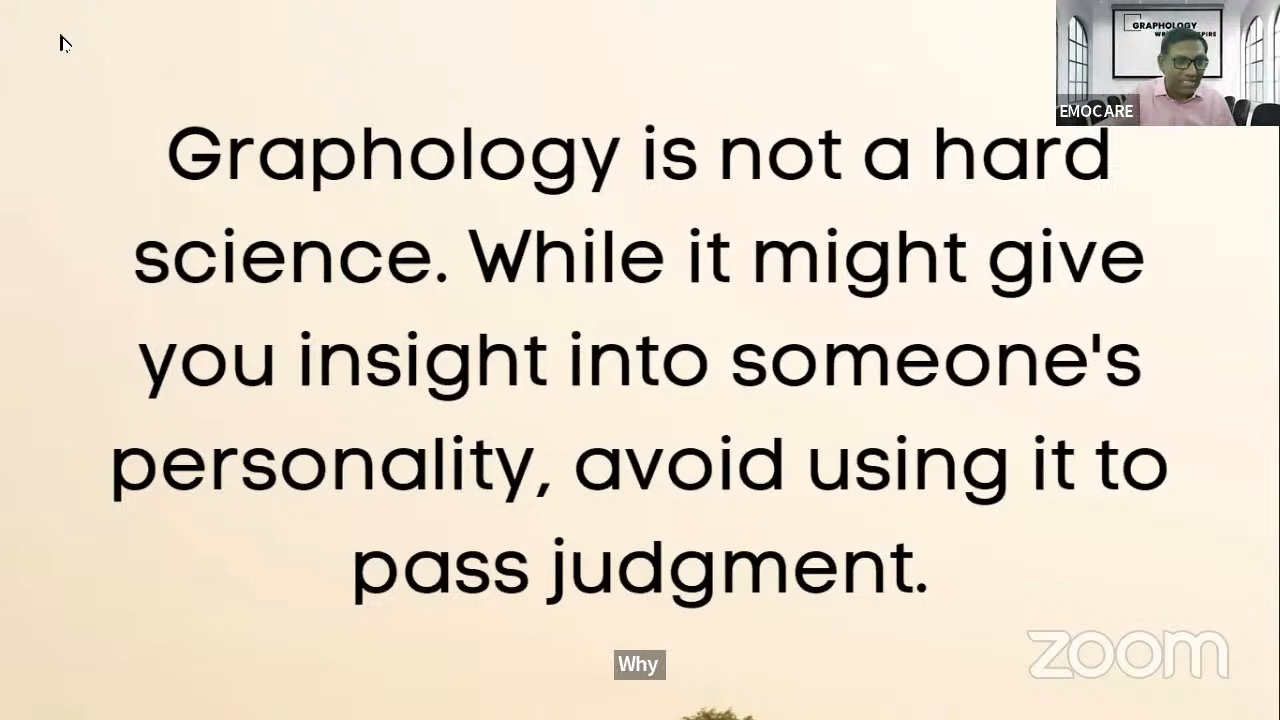 GRAPHOLOGY
EMOCARE
Graphology is not a hard
science. While it might give
you insight into someone's
personality, avoid using it to
pass judgment.
Why
zoom